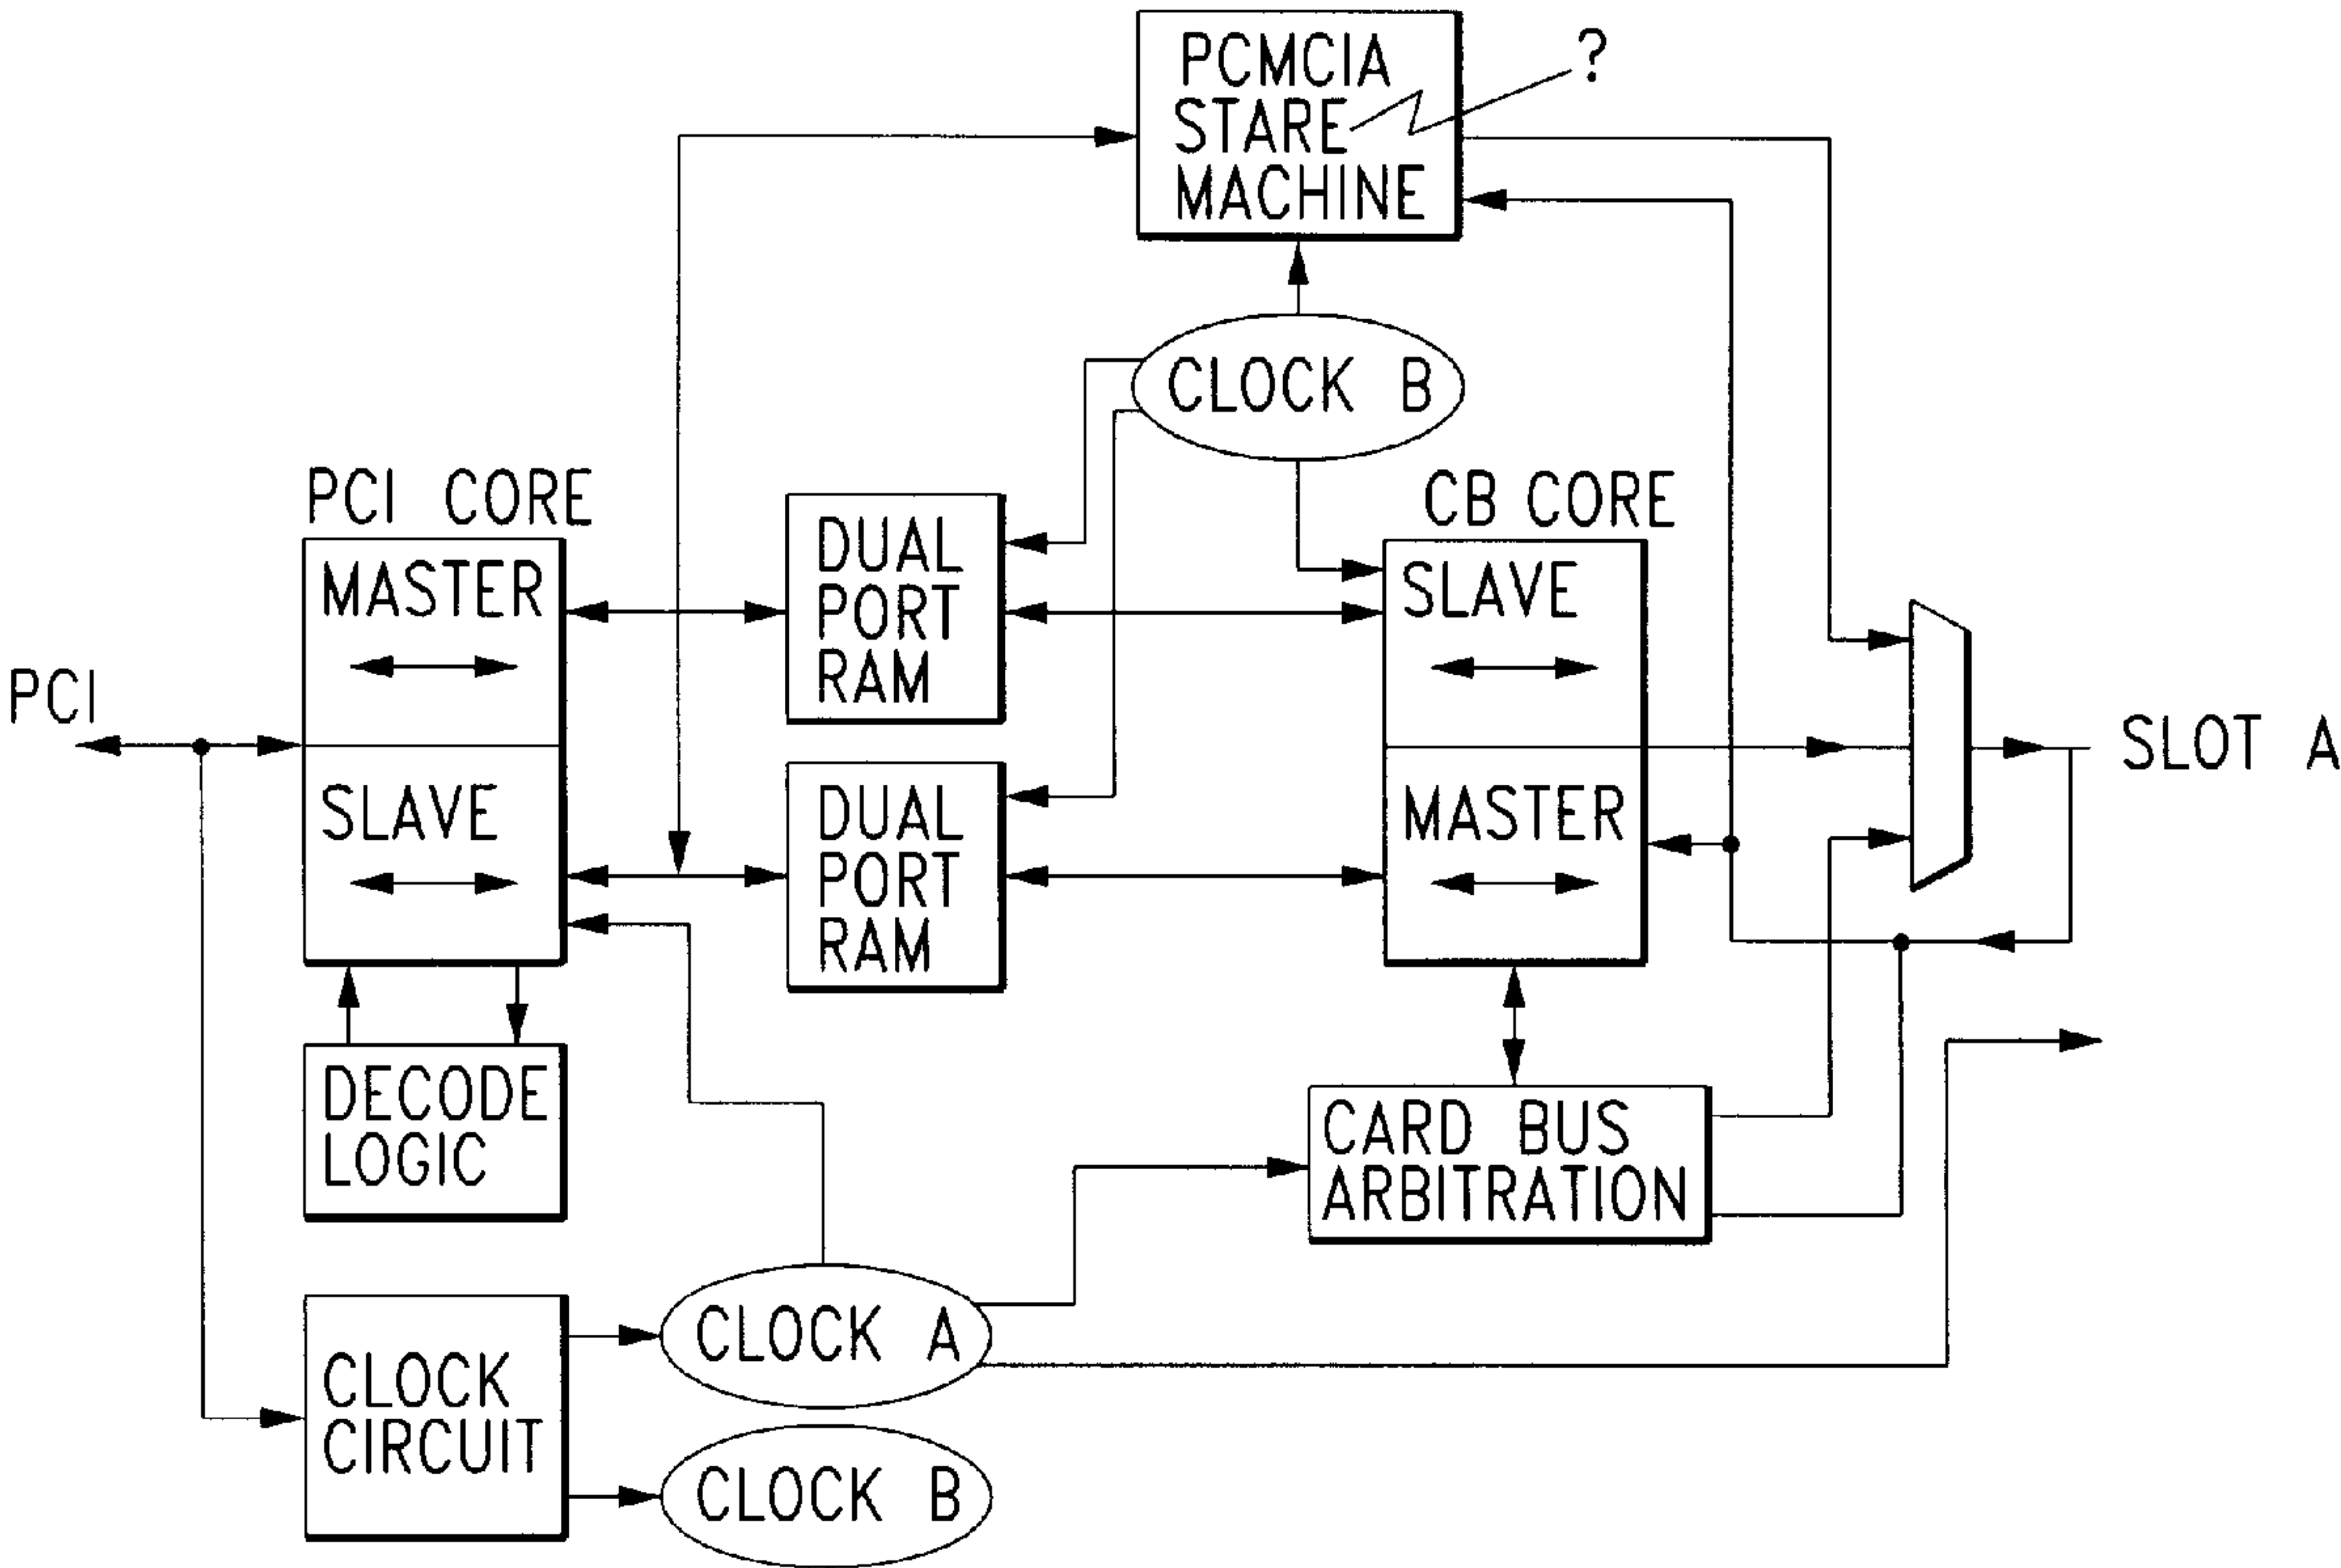 PCMCIA
STARE
MACHINE
?
CLOCK B
PCI CORE
MASTER
SLAVE
DUAL
PORT
RAM
CB CORE
SLAVE
MASTER
PCI
DUAL
PORT
RAM
SLOT A
DECODE
LOGIC
CARD BUS
ARBITRATION
CLOCK
CIRCUIT
CLOCK A
CLOCK B